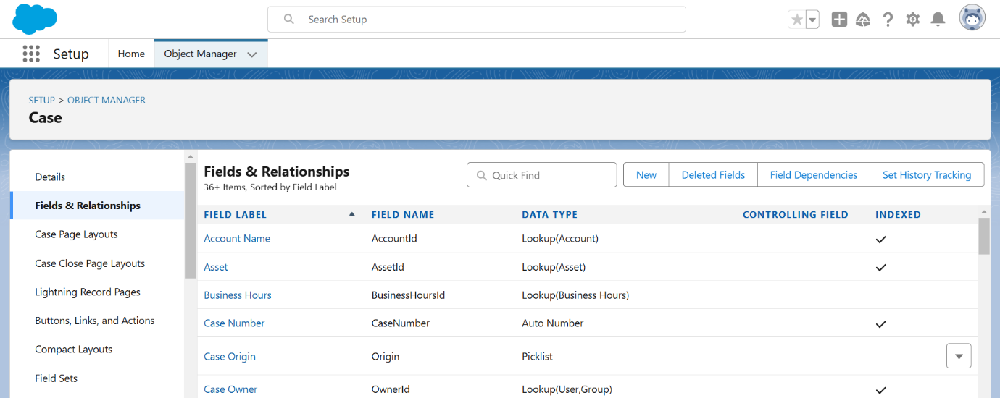 Search Setup
Setup Home Object Manager
SETUP > OBJECT MANAGER
Case
Details
Fields & Relationships
Case Page Layouts
Case Close Page Layouts
Lightning Record Pages
Buttons, Links, and Actions
Compact Layouts
Field Sets
Fields & Relationships
36+ Items, Sorted by Field Label
Quick Find New Deleted Fields Field Dependencies Set History Tracking
FIELD LABEL FIELD NAME DATA TYPE CONTROLLING FIELD INDEXED
Account Name AccountId Lookup(Account)
Asset AssetId Lookup(Asset)
Business Hours BusinessHoursId Lookup(Business Hours)
Case Number CaseNumber Auto Number
Case Origin Origin Picklist
Case Owner OwnerId Lookup(User,Group)